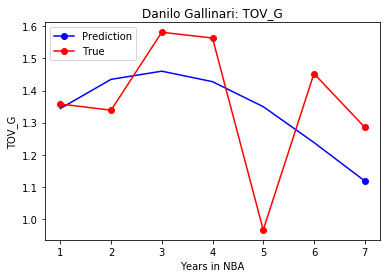 Danilo Gallinari: TOV_G
Prediction
True
TOV_G
1.6
1.5
1.4
1.3
1.2
1.1
1.0
1 2 3 4 5 6 7
Years in NBA